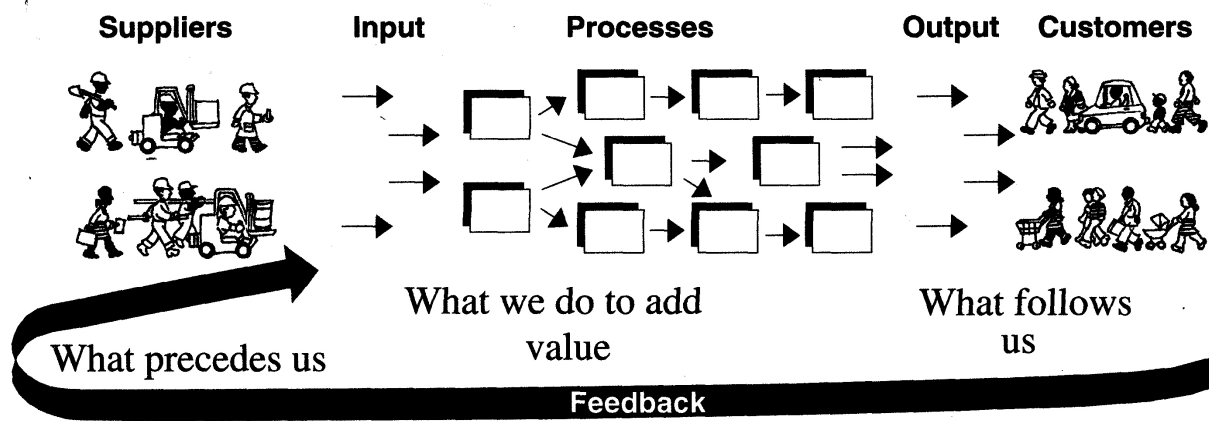 Suppliers Input Processes Output Customers
What we do to add
value
What follows
us
What precedes us
Feedback